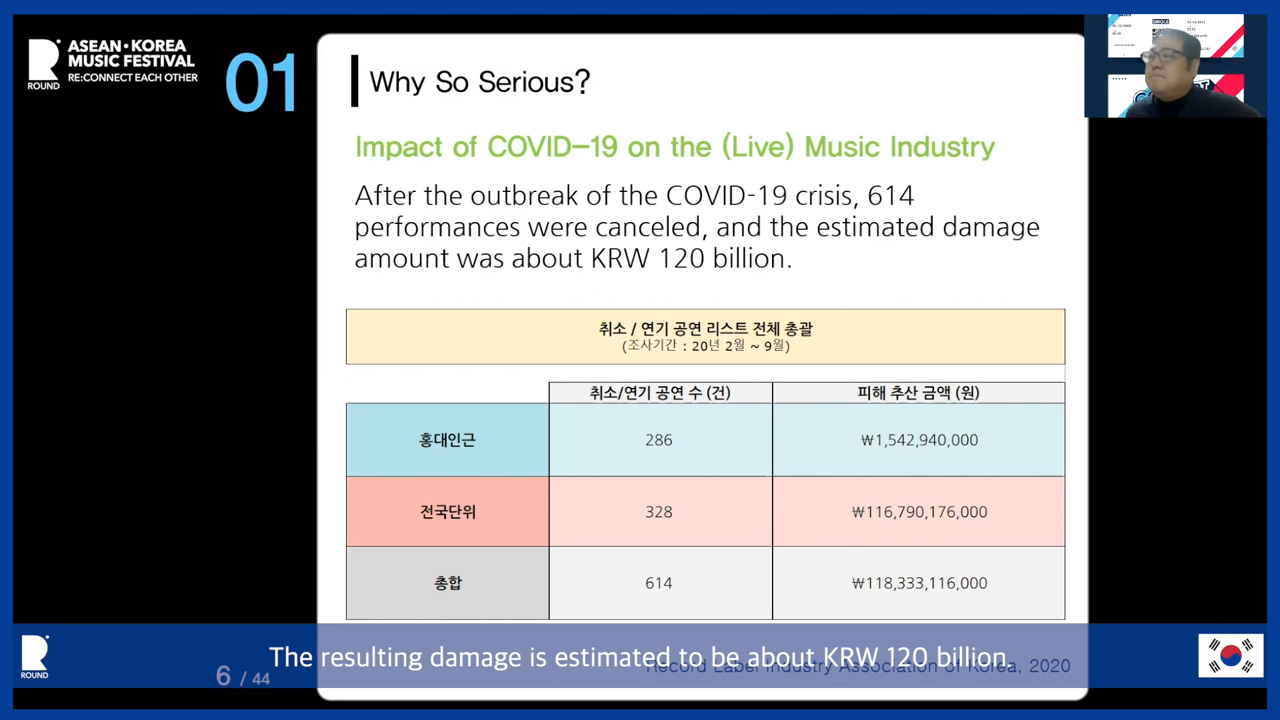 ROUND
ASEAN·KOREA
MUSIC FESTIVAL
RE:CONNECT EACH OTHER
01
Why So Serious?
Impact of COVID-19 on the (Live) Music Industry
After the outbreak of the COVID-19 crisis, 614
performances were canceled, and the estimated damage
amount was about KRW 120 billion.
취소 / 연기 공연 리스트 전체 총괄
(조사기간 : 20년 2월 ~ 9월)
취소/연기 공연 수 (건) 피해 추산 금액 (원)
홍대인근 286 ₩1,542,940,000
전국단위 328 ₩116,790,176,000
총합 614 ₩118,333,116,000
The resulting damage is estimated to be about KRW 120 billion.
Record Label Industry Association of Korea, 2020
ROUND
6 / 44